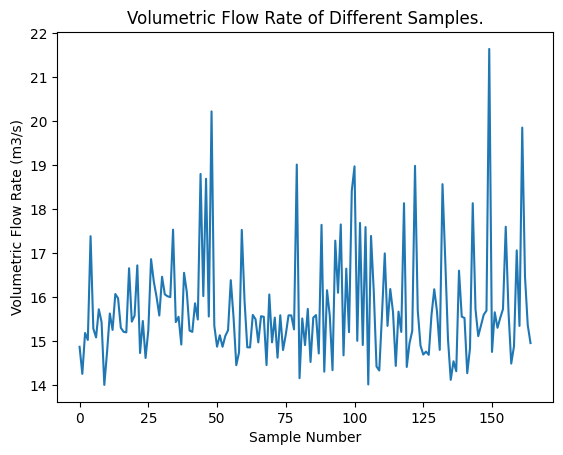 Volumetric Flow Rate of Different Samples.
22
21
20
19
18
17
16
15
14
Volumetric Flow Rate (m3/s)
0 25 50 75 100 125 150
Sample Number